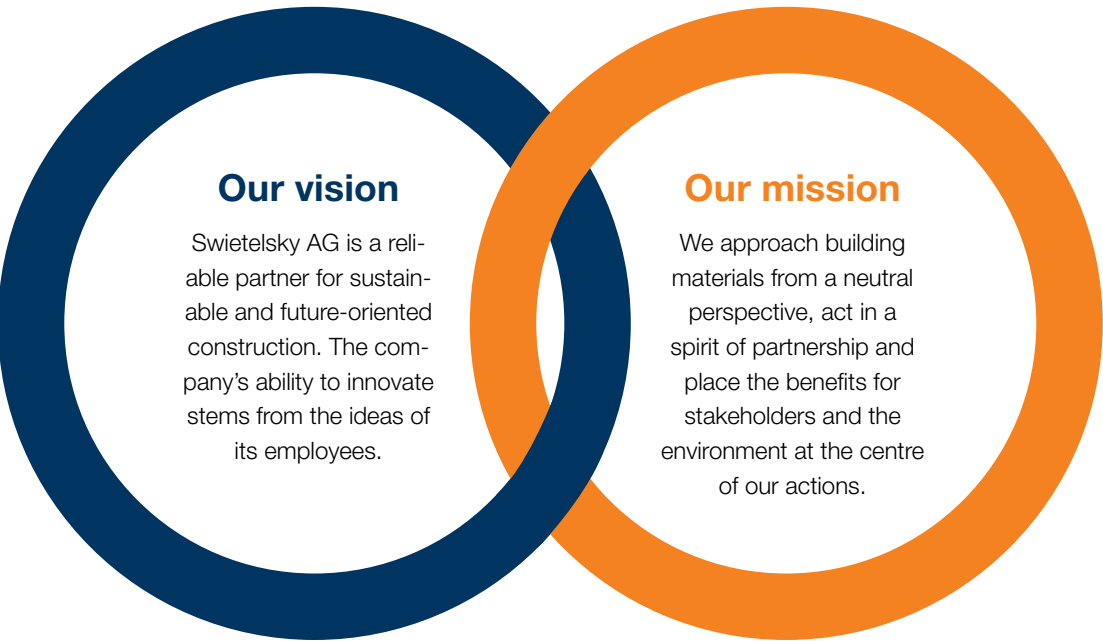 Our vision
Swietelsky AG is a reli-
able partner for sustain-
able and future-oriented
construction. The com-
pany's ability to innovate
stems from the ideas of
its employees.
Our mission
We approach building
materials from a neutral
perspective, act in a
spirit of partnership and
place the benefits for
stakeholders and the
environment at the centre
of our actions.